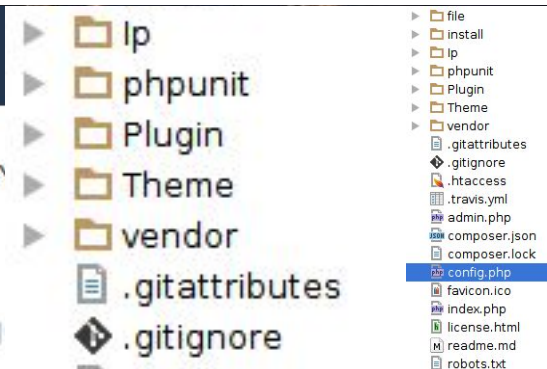 Ip
phpunit
Plugin
Theme
vendor
.gitattributes
.gitignore
file
install
Ip
phpunit
Plugin
Theme
vendor
.gitattributes
.gitignore
.htaccess
.travis.yml
admin.php
composer.json
composer.lock
config.php
favicon.ico
index.php
license.html
readme.md
robots.txt